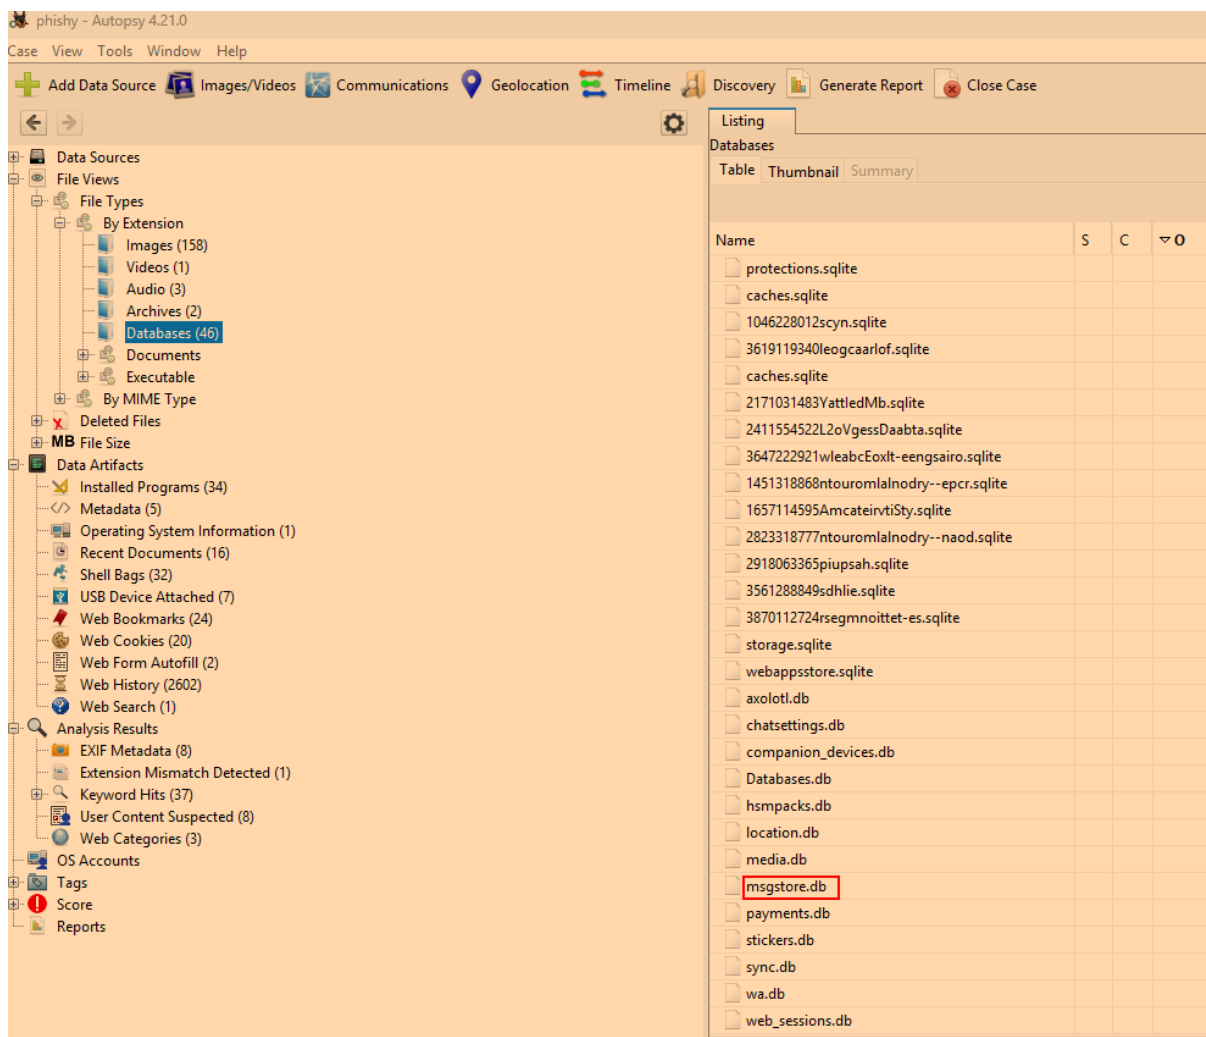 phishy - Autopsy 4.21.0
Case View Tools Window Help
Add Data Source Images/Videos Communications Geolocation Timeline Discovery Generate Report Close Case
Data Sources
File Views
File Types
By Extension
Images (158)
Videos (1)
Audio (3)
Archives (2)
Databases (46)
Documents
Executable
By MIME Type
Deleted Files
MB File Size
Data Artifacts
Installed Programs (34)
Metadata (5)
Operating System Information (1)
Recent Documents (16)
Shell Bags (32)
USB Device Attached (7)
Web Bookmarks (24)
Web Cookies (20)
Web Form Autofill (2)
Web History (2602)
Web Search (1)
Analysis Results
EXIF Metadata (8)
Extension Mismatch Detected (1)
Keyword Hits (37)
User Content Suspected (8)
Web Categories (3)
OS Accounts
Tags
Score
Reports
Listing
Databases
Table Thumbnail Summary
Name S C O
protections.sqlite
caches.sqlite
1046228012scyn.sqlite
3619119340leogcaarlof.sqlite
caches.sqlite
2171031483YattledMb.sqlite
2411554522L2oVgessDaabta.sqlite
3647222921wleabcEoxlt-eengsairo.sqlite
1451318868ntouromlalnodry--epcr.sqlite
1657114595AmcateirvtiSty.sqlite
2823318777ntouromlalnodry--naod.sqlite
2918063365piupsah.sqlite
3561288849sdhlie.sqlite
3870112724rsegmnoittet-es.sqlite
storage.sqlite
webappsstore.sqlite
axolotl.db
chatsettings.db
companion_devices.db
Databases.db
hsmpacks.db
location.db
media.db
msgstore.db
payments.db
stickers.db
sync.db
wa.db
web_sessions.db